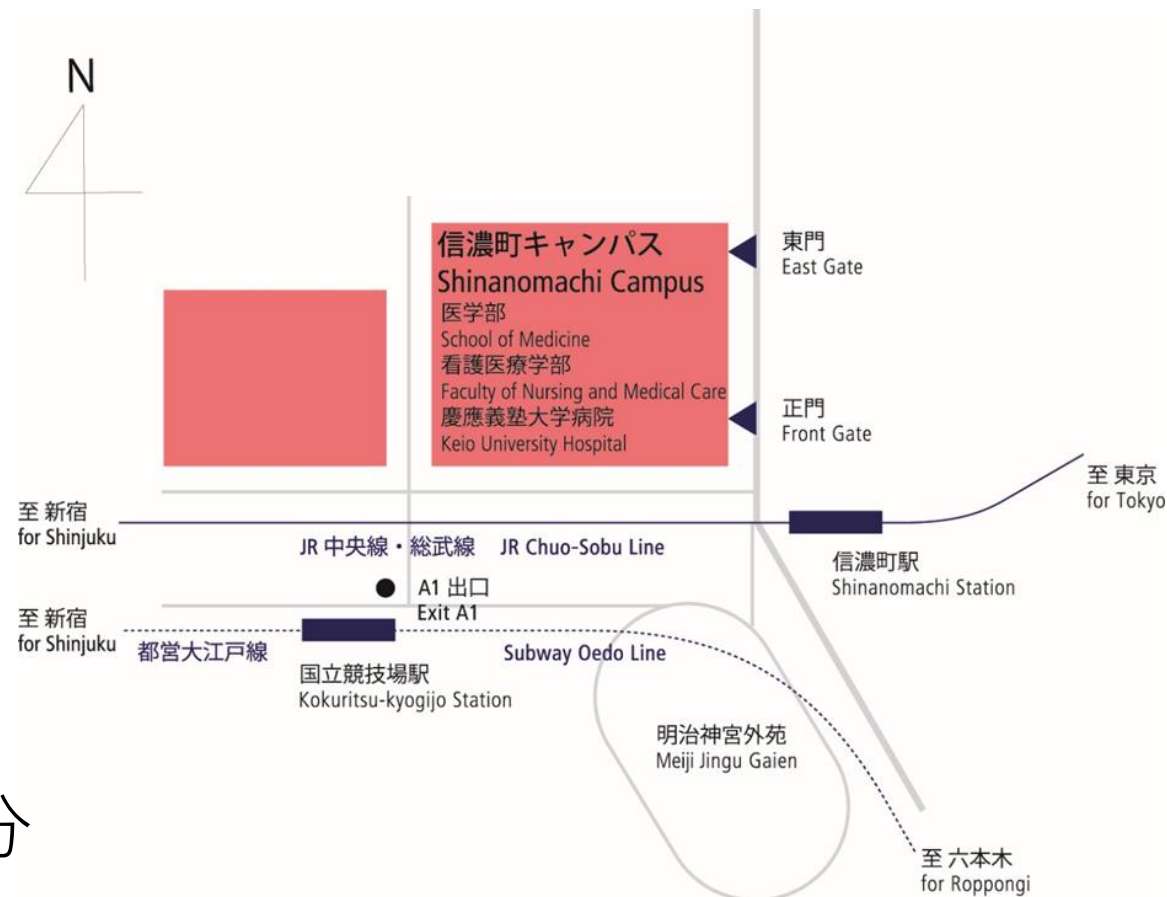 N
信濃町キャンパス
Shinanomachi Campus
医学部
School of Medicine
看護医療学部
Faculty of Nursing and Medical Care
慶應義塾大学病院
Keio University Hospital
東門
East Gate
正門
Front Gate
至 東京
for Tokyo
至 新宿
for Shinjuku
JR 中央線・総武線 JR Chuo-Sobu Line
信濃町駅
Shinanomachi Station
A1 出口
Exit A1
至 新宿
for Shinjuku
都営大江戸線
Subway Oedo Line
国立競技場駅
Kokuritsu-kyogijo Station
明治神宮外苑
Meiji Jingu Gaien
分
至 六本木
for Roppongi